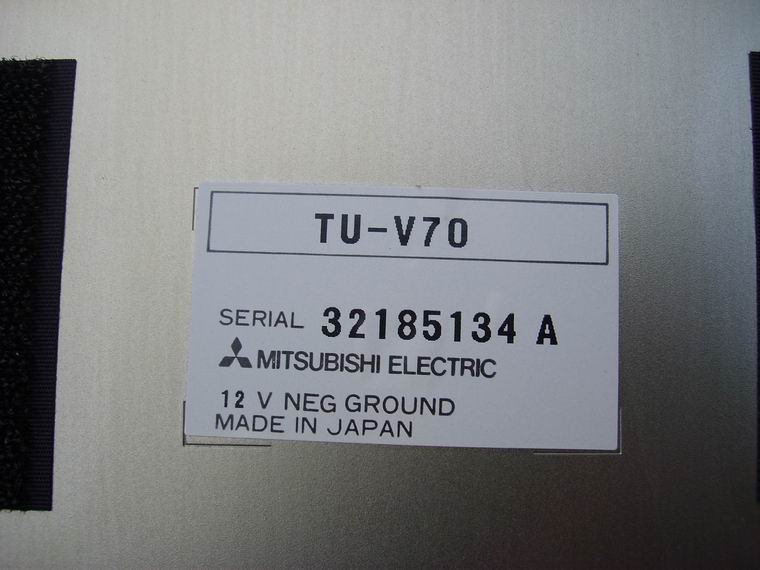 TU-V70
SERIAL 32185134 A
MITSUBISHI ELECTRIC
12 V NEG GROUND
MADE IN JAPAN